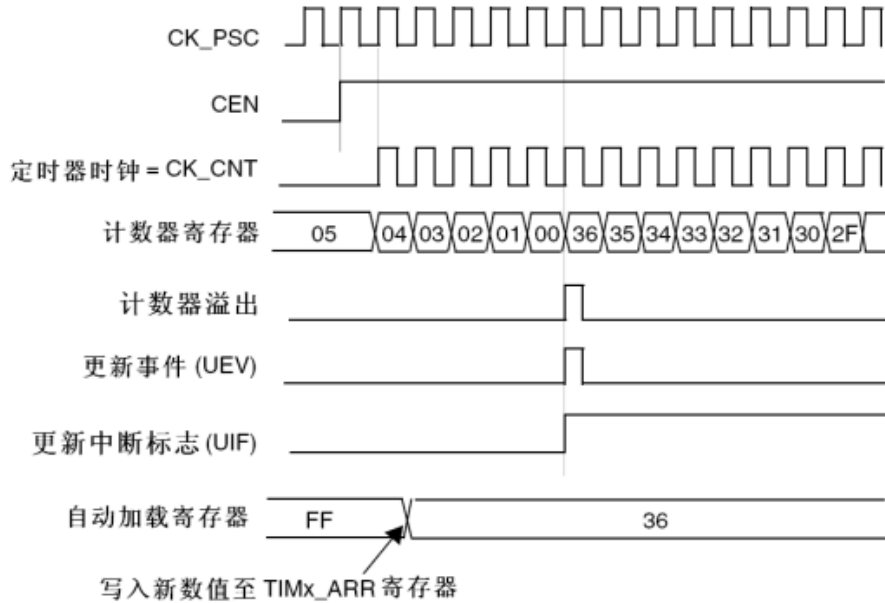 CK_PSC
CEN
定时器时钟 = CK_CNT
计数器寄存器 05 04 03 02 01 00 36 35 34 33 32 31 30 2F
计数器溢出
更新事件 (UEV)
更新中断标志 (UIF)
自动加载寄存器 FF 36
写入新数值至 TIMx_ARR 寄存器